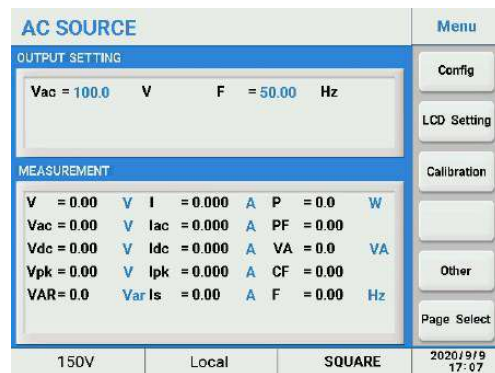 AC SOURCE
Menu
OUTPUT SETTING
Vac = 100.0 V F = 50.00 Hz
MEASUREMENT
V = 0.00 V I = 0.000 A P = 0.0 W
Vac = 0.00 V Iac = 0.000 A PF = 0.00
Vdc = 0.00 V Idc = 0.000 A VA = 0.0 VA
Vpk = 0.00 V Ipk = 0.000 A CF = 0.00
VAR= 0.0 Var Is = 0.00 A F = 0.00 Hz
Config
LCD Setting
Calibration
Other
Page Select
150V Local SQUARE 2020/9/9
17:07